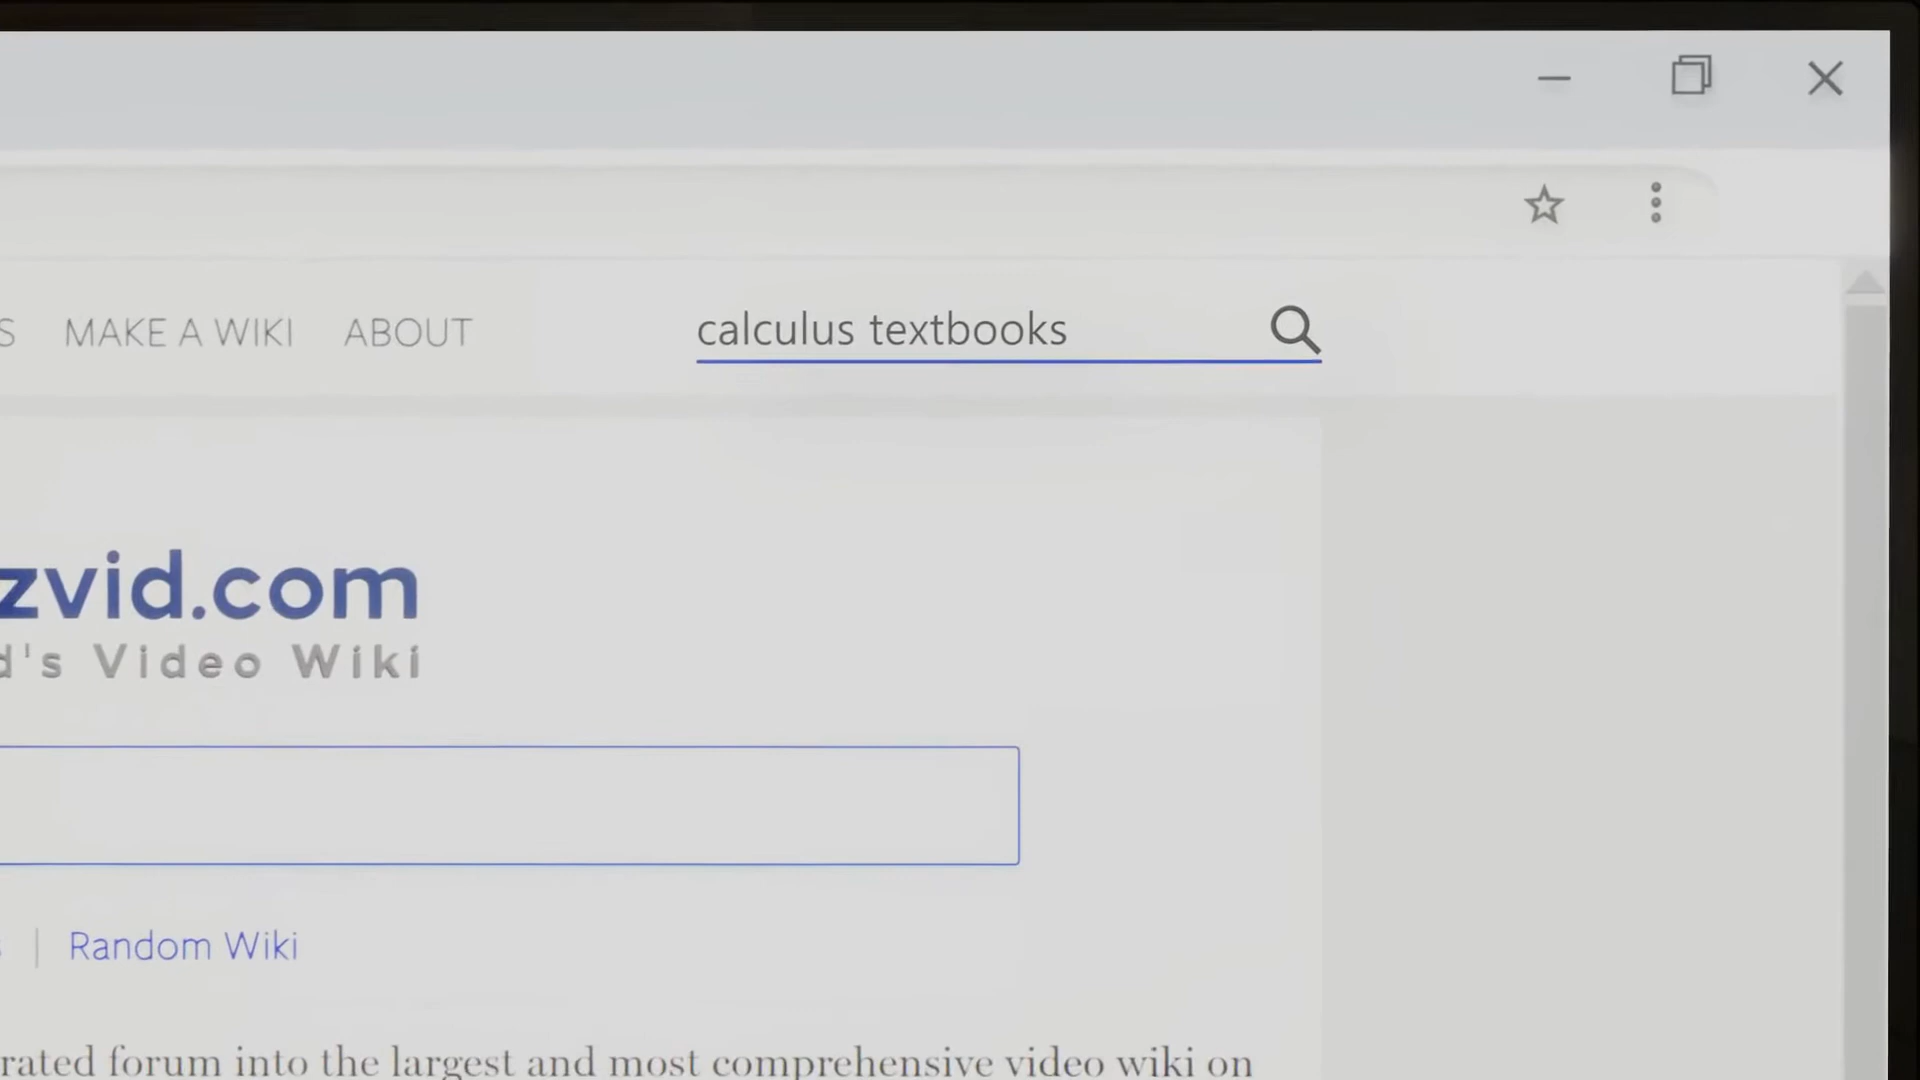 MAKE A WIKI ABOUT calculus textbooks
zvid.com
d's Video Wiki
Random Wiki
rated forum into the largest and most comprehensive video wiki on